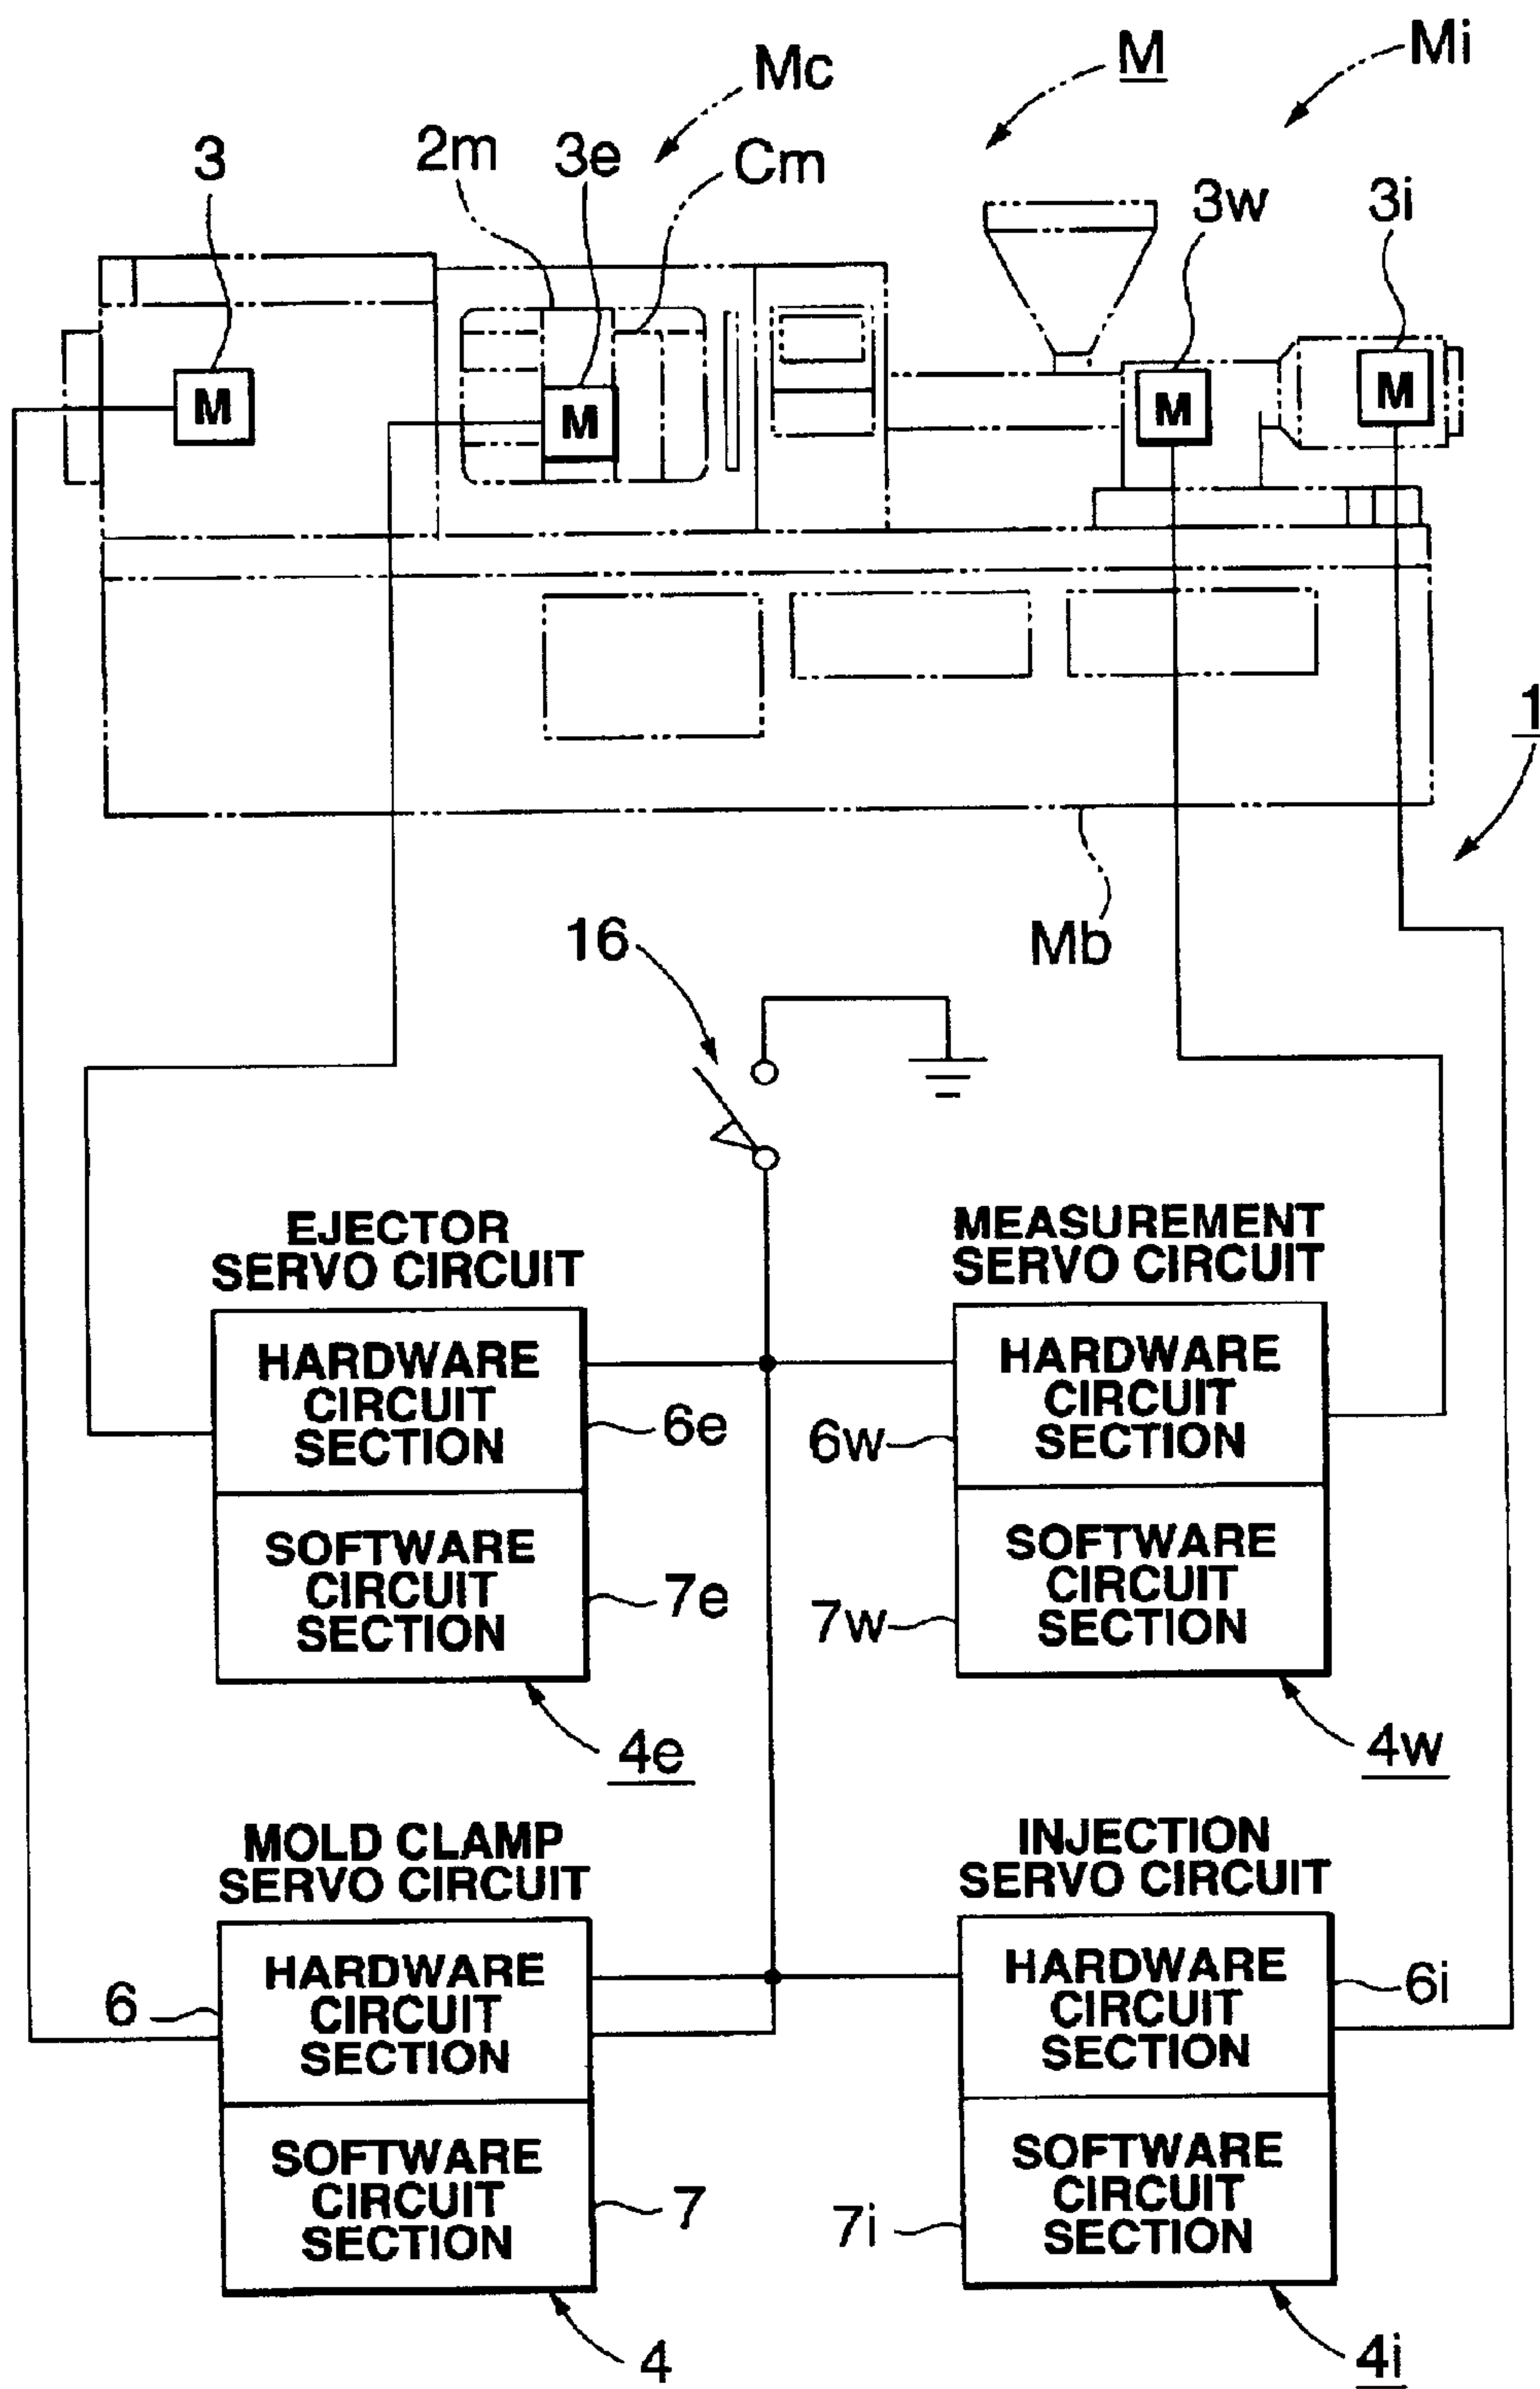 Mc
M
Mi
3
2m
3e
Cm
3w
3i
M
M
M
M
1
Mb
16
EJECTOR
SERVO CIRCUIT
HARDWARE
CIRCUIT
SECTION
6e
SOFTWARE
CIRCUIT
SECTION
7e
4e
MEASUREMENT
SERVO CIRCUIT
HARDWARE
CIRCUIT
SECTION
6w
SOFTWARE
CIRCUIT
SECTION
7w
4w
MOLD CLAMP
SERVO CIRCUIT
6
HARDWARE
CIRCUIT
SECTION
SOFTWARE
CIRCUIT
SECTION
7
4
INJECTION
SERVO CIRCUIT
HARDWARE
CIRCUIT
SECTION
6i
SOFTWARE
CIRCUIT
SECTION
7i
4i